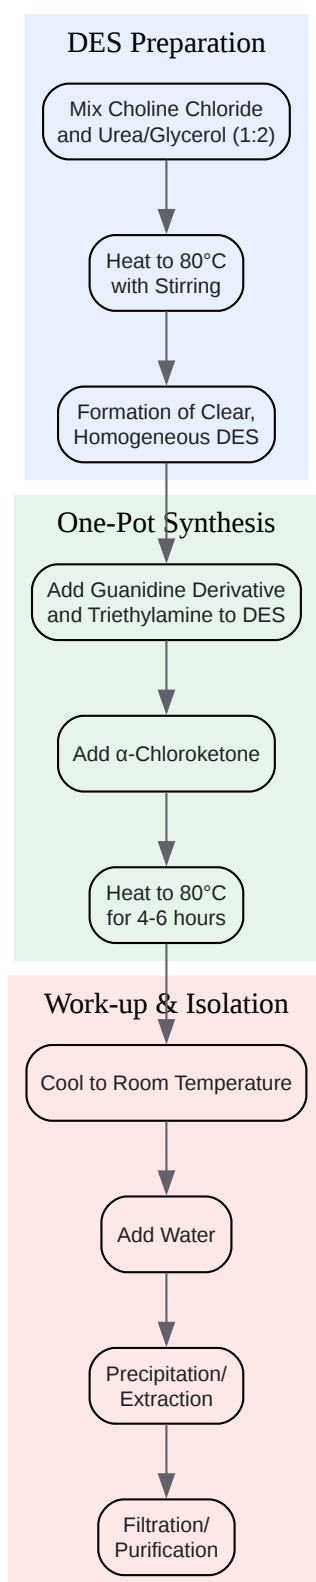 DES Preparation
Mix Choline Chloride
and Urea/Glycerol (1:2)
Heat to 80°C
with Stirring
Formation of Clear,
Homogeneous DES
One-Pot Synthesis
Add Guanidine Derivative
and Triethylamine to DES
Add α-Chloroketone
Heat to 80°C
for 4-6 hours
Work-up & Isolation
Cool to Room Temperature
Add Water
Precipitation/
Extraction
Filtration/
Purification